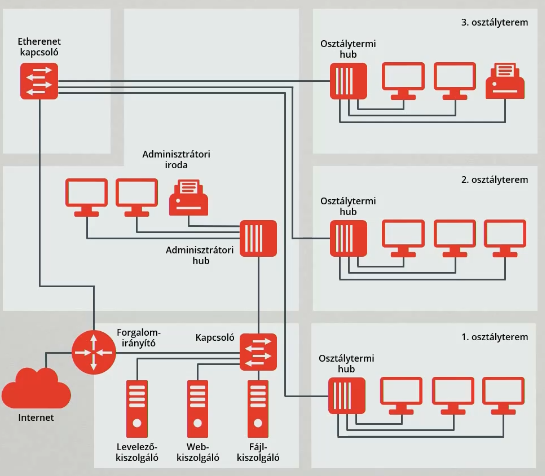 Etherenet
kapcsoló
Osztálytermi
hub
3. osztályterem
Adminisztrátori
iroda
Adminisztrátori
hub
Osztálytermi
hub
2. osztályterem
Forgalom-
irányító
Kapcsoló
Internet
Levelező-
kiszolgáló
Web-
kiszolgáló
Fájl-
kiszolgáló
Osztálytermi
hub
1. osztályterem